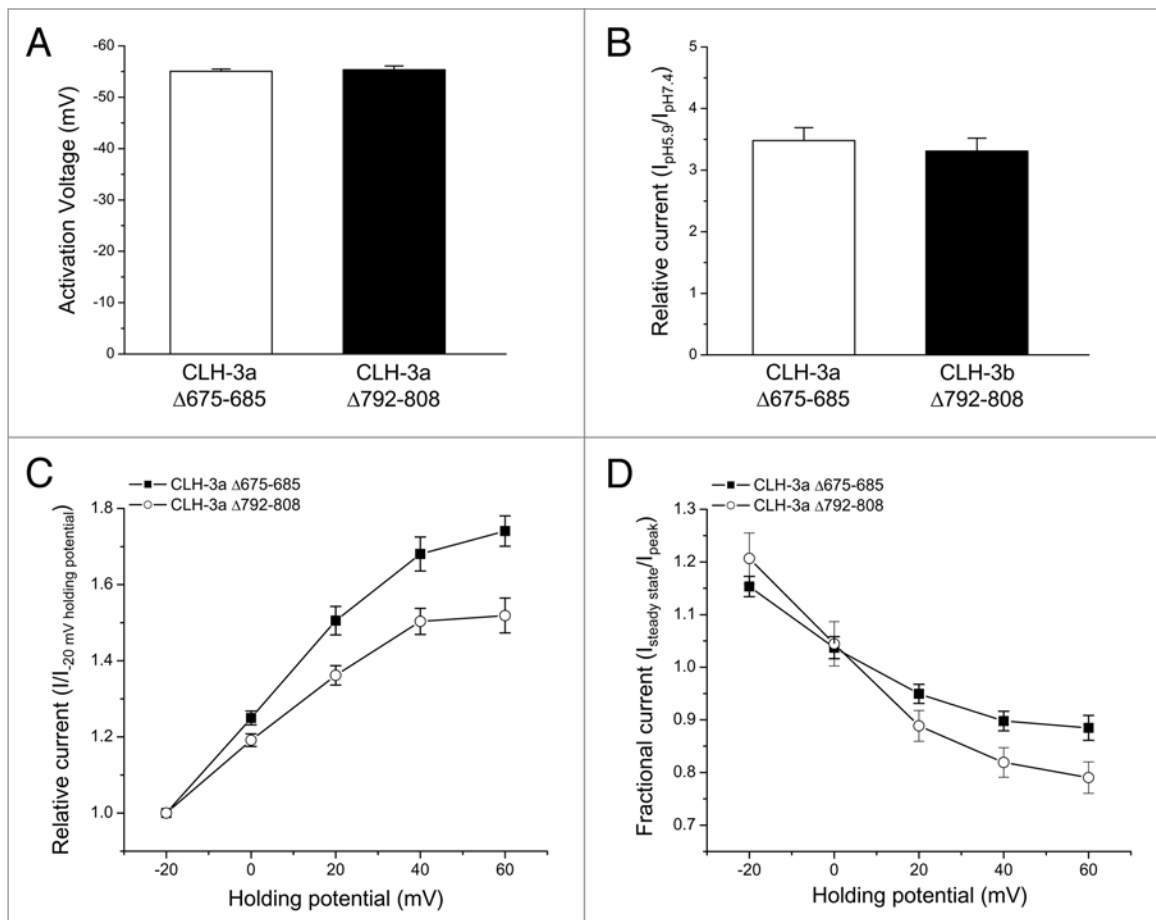 A
Activation Voltage (mV)
-60
-50
-40
-30
-20
-10
0
CLH-3a
Δ675-685
CLH-3a
Δ792-808
B
Relative current (IpH5.9/IpH7.4)
5
4
3
2
1
0
CLH-3a
Δ675-685
CLH-3b
Δ792-808
C
CLH-3a Δ675-685
CLH-3a Δ792-808
Relative current (I/I-20 mV holding potential)
1.8
1.6
1.4
1.2
1.0
-20 0 20 40 60
Holding potential (mV)
D
CLH-3a Δ675-685
CLH-3a Δ792-808
Fractional current (Isteady state/Ipeak)
1.3
1.2
1.1
1.0
0.9
0.8
0.7
-20 0 20 40 60
Holding potential (mV)